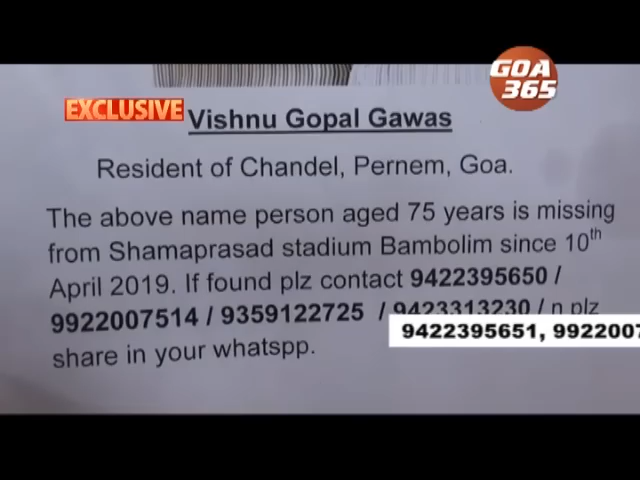 GOA
365
EXCLUSIVE
Vishnu Gopal Gawas
Resident of Chandel, Pernem, Goa.
The above name person aged 75 years is missing
from Shamaprasad stadium Bambolim since 10th
April 2019. If found plz contact 9422395650 /
9922007514 / 9359122725 / 9423313230 / n plz
share in your whatspp.
9422395651, 992200